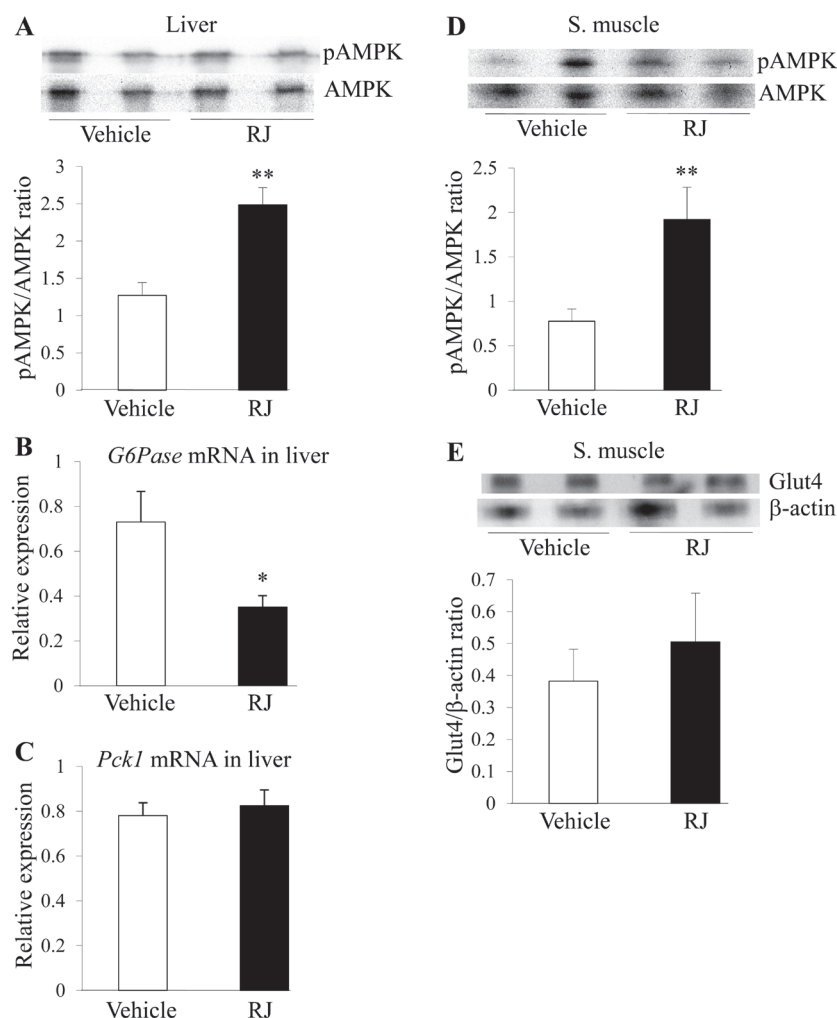 A
Liver
pAMPK
AMPK
Vehicle RJ
pAMPK/AMPK ratio
3
2.5
2
1.5
1
0.5
0
**
Vehicle RJ
B
G6Pase mRNA in liver
Relative expression
1
0.8
0.6
0.4
0.2
0
*
Vehicle RJ
C
Pck1 mRNA in liver
Relative expression
1
0.8
0.6
0.4
0.2
0
Vehicle RJ
D
S. muscle
pAMPK
AMPK
Vehicle RJ
pAMPK/AMPK ratio
2.5
2
1.5
1
0.5
0
**
Vehicle RJ
E
S. muscle
Glut4
β-actin
Vehicle RJ
Glut4/β-actin ratio
0.7
0.6
0.5
0.4
0.3
0.2
0.1
0
Vehicle RJ